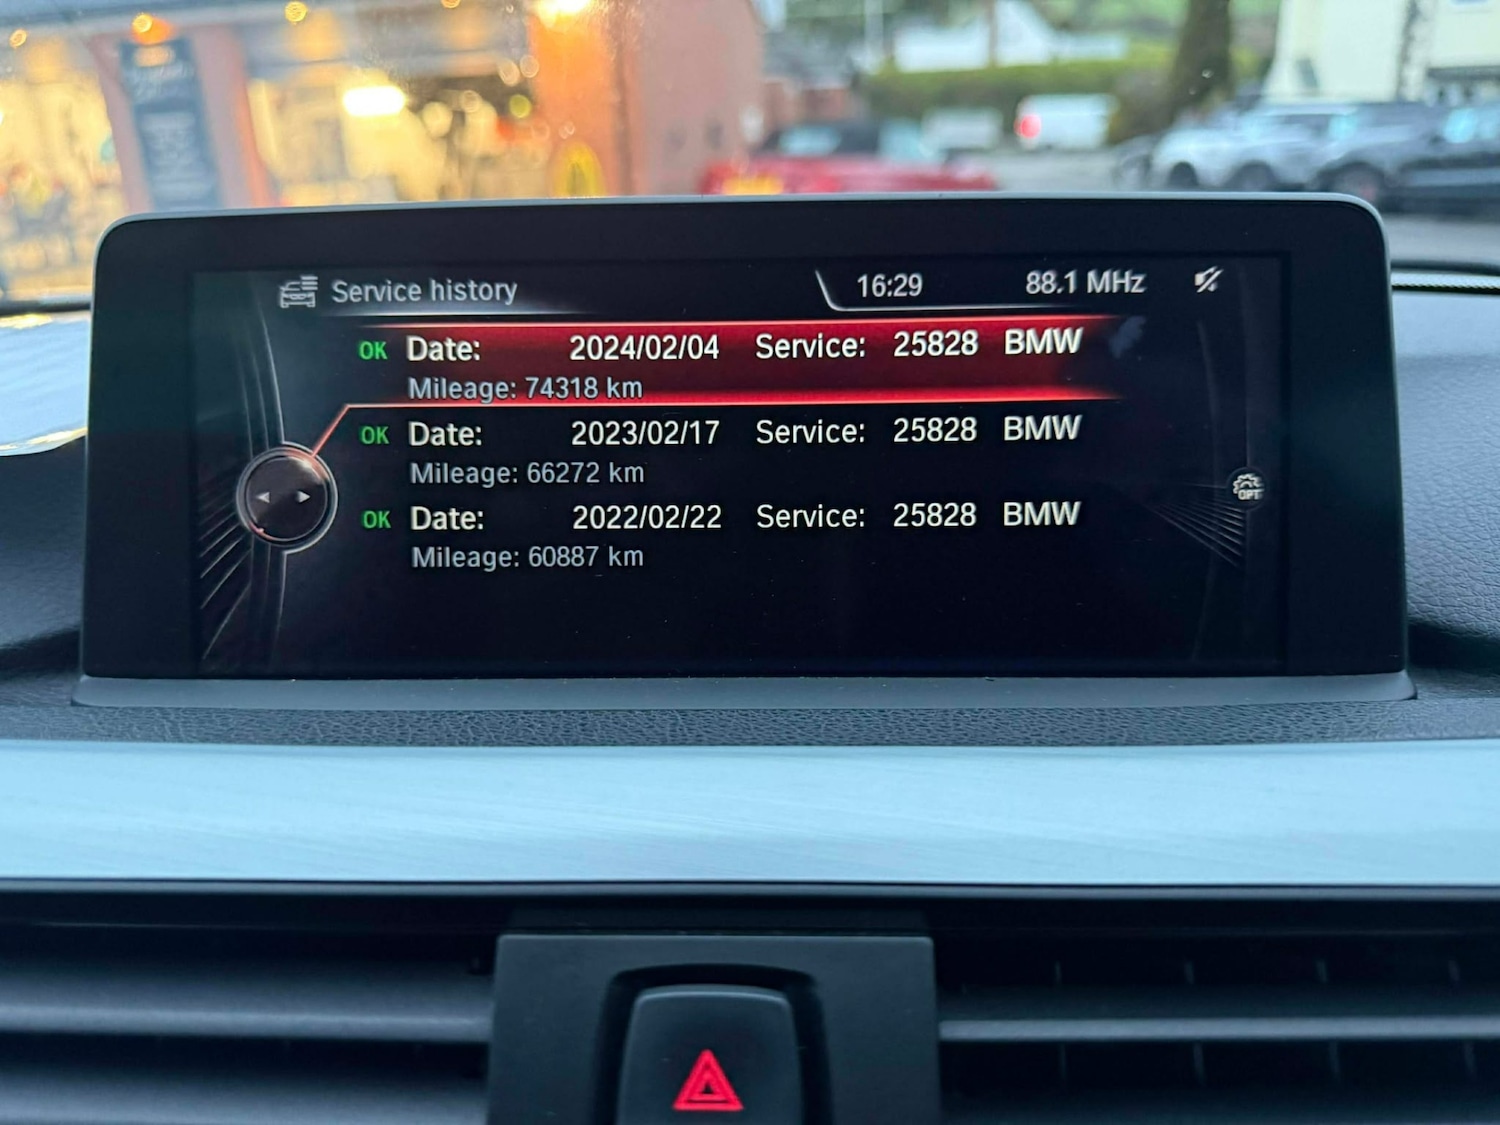 Service history 16:29 88.1 MHz
OK Date: 2024/02/04 Service: 25828 BMW
Mileage: 74318 km
OK Date: 2023/02/17 Service: 25828 BMW
Mileage: 66272 km
OK Date: 2022/02/22 Service: 25828 BMW
Mileage: 60887 km
OPT